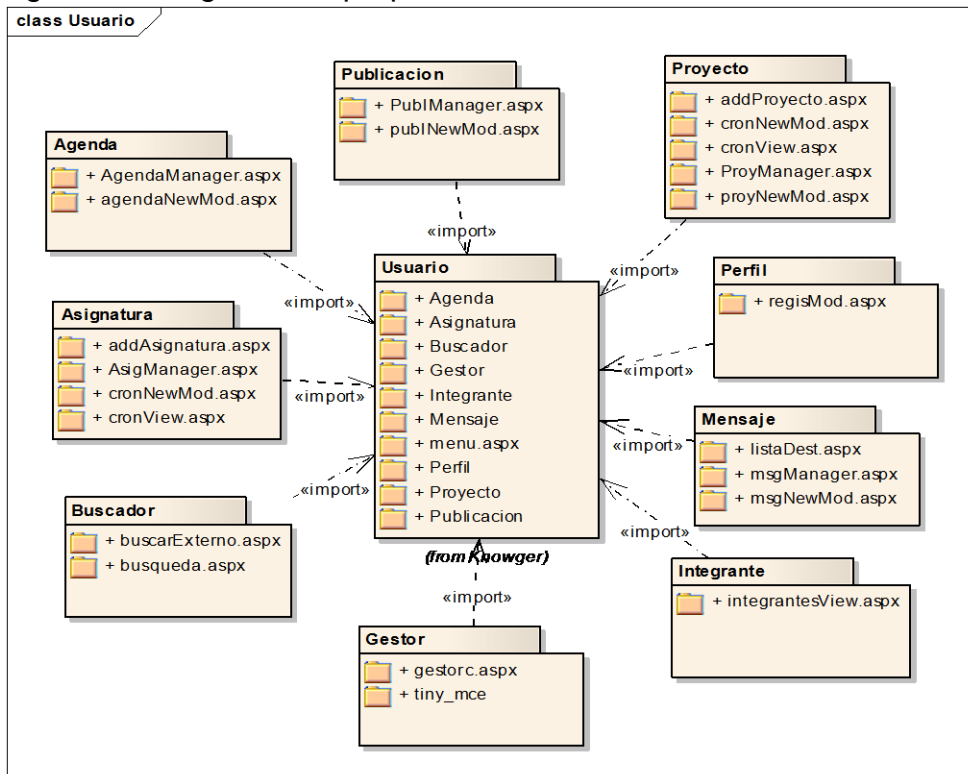 class Usuario
Publicacion
+ PublManager.aspx
+ publNewMod.aspx
Proyecto
+ addProyecto.aspx
+ cronNewMod.aspx
+ cronView.aspx
+ ProyManager.aspx
+ proyNewMod.aspx
Agenda
+ AgendaManager.aspx
+ agendaNewMod.aspx
«import»
«import»
«import»
Usuario
+ Agenda
+ Asignatura
+ Buscador
+ Gestor
+ Integrante
+ Mensaje
+ menu.aspx
+ Perfil
+ Proyecto
+ Publicacion
(from Knowger)
Perfil
+ regisMod.aspx
«import»
Asignatura
+ addAsignatura.aspx
+ AsigManager.aspx
+ cronNewMod.aspx
+ cronView.aspx
«import»
Mensaje
+ listaDest.aspx
+ msgManager.aspx
+ msgNewMod.aspx
«import»
Buscador
+ buscarExterno.aspx
+ busqueda.aspx
«import»
Integrante
+ integrantesView.aspx
«import»
«import»
Gestor
+ gestorc.aspx
+ tiny_mce